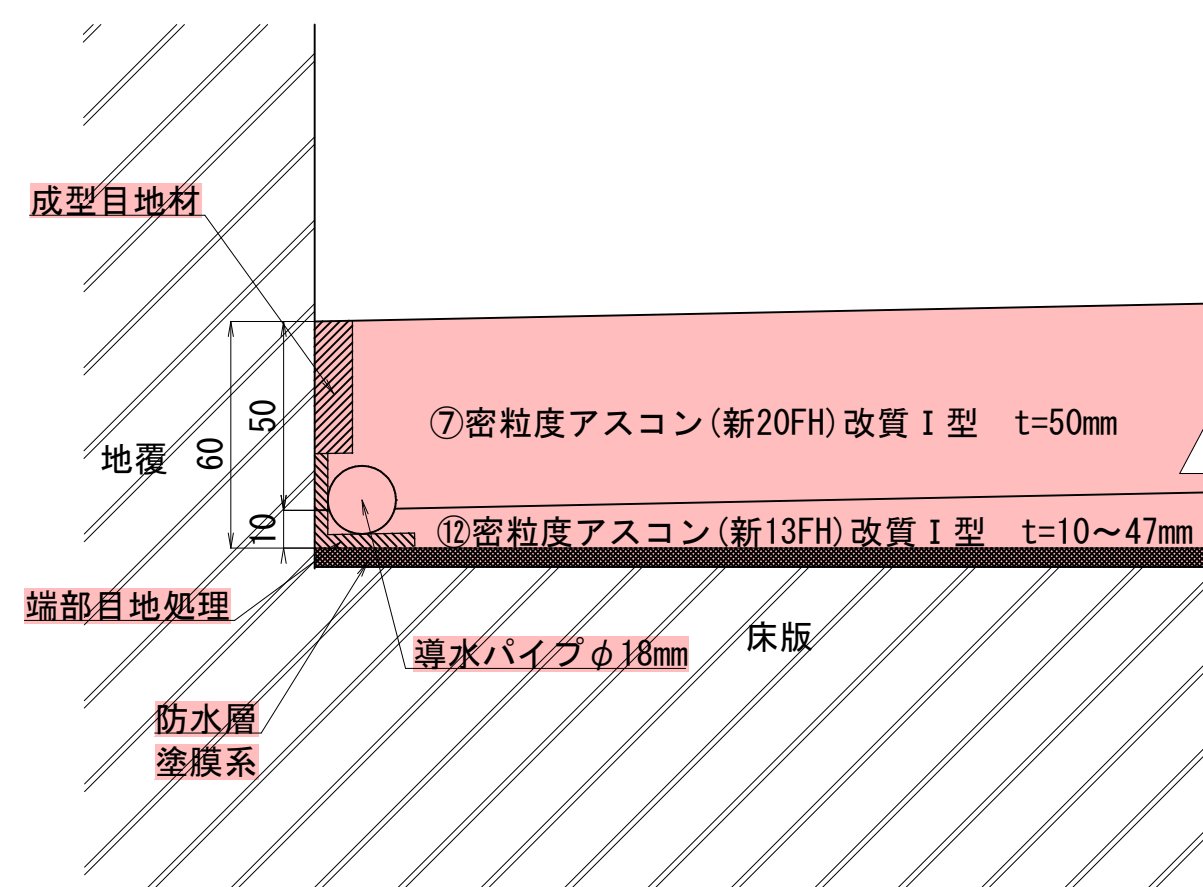 成型目地材
50
⑦密粒度アスコン(新20FH)改質Ⅰ型　t=50mm
地覆
60
10
⑫密粒度アスコン(新13FH)改質Ⅰ型　t=10～47mm
端部目地処理
導水パイプφ18mm
床版
防水層
塗膜系